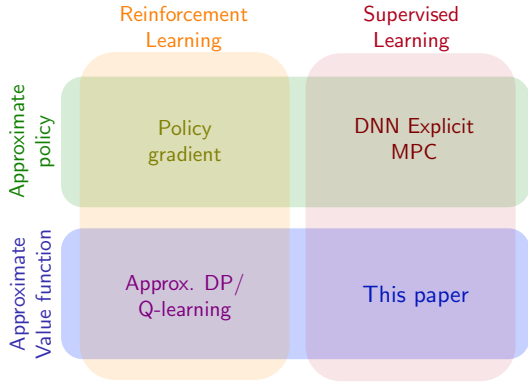 Reinforcement
Learning
Supervised
Learning
Approximate
policy
Policy
gradient
DNN Explicit
MPC
Approximate
Value function
Approx. DP/
Q-learning
This paper